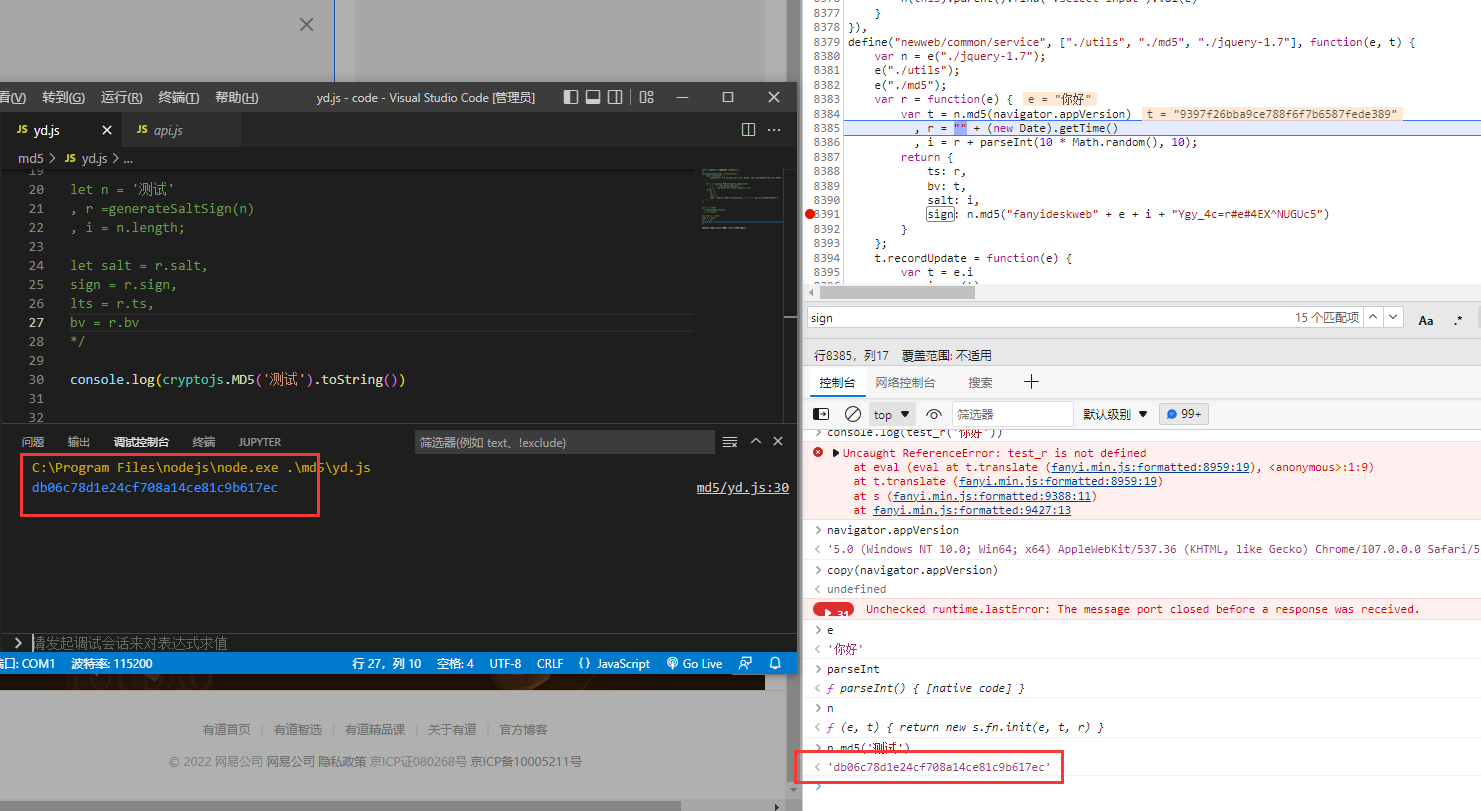 看(V) 转到(G) 运行(R) 终端(T) 帮助(H) yd.js - code - Visual Studio Code [管理员]
JS yd.js JS api.js
md5 > JS yd.js > ...
19
20 let n = '测试'
21 , r =generateSaltSign(n)
22 , i = n.length;
23
24 let salt = r.salt,
25 sign = r.sign,
26 lts = r.ts,
27 bv = r.bv
28 */
29
30 console.log(cryptojs.MD5('测试').toString())
31
32
问题 输出 调试控制台 终端 JUPYTER 筛选器(例如 text、!exclude)
C:\Program Files\nodejs\node.exe .\md5\yd.js
db06c78d1e24cf708a14ce81c9b617ec md5/yd.js:30
请发起调试会话来对表达式求值
端口: COM1 波特率: 115200 行 27，列 10 空格: 4 UTF-8 CRLF {} JavaScript Go Live
有道首页 | 有道智选 | 有道精品课 | 关于有道 | 官方博客
© 2022 网易公司 网易公司 隐私政策 京ICP证080268号 京ICP备10005211号
8377 }
8378 }),
8379 define("newweb/common/service", ["./utils", "./md5", "./jquery-1.7"], function(e, t) {
8380 var n = e("./jquery-1.7");
8381 e("./utils");
8382 e("./md5");
8383 var r = function(e) { e = "你好"
8384 var t = n.md5(navigator.appVersion) t = "9397f26bba9ce788f6f7b6587fede389"
8385 , r = "" + (new Date).getTime()
8386 , i = r + parseInt(10 * Math.random(), 10);
8387 return {
8388 ts: r,
8389 bv: t,
8390 salt: i,
8391 sign: n.md5("fanyideskweb" + e + i + "Ygy_4c=r#e#4EX^NUGUc5")
8392 }
8393 };
8394 t.recordUpdate = function(e) {
8395 var t = e.i
sign 15 个匹配项 Aa .*
行8385，列17 覆盖范围: 不适用
控制台 网络控制台 搜索
top 筛选器 默认级别 99+
console.log(test_r('你好'))
Uncaught ReferenceError: test_r is not defined
at eval (eval at t.translate (fanyi.min.js:formatted:8959:19), <anonymous>:1:9)
at t.translate (fanyi.min.js:formatted:8959:19)
at s (fanyi.min.js:formatted:9388:11)
at fanyi.min.js:formatted:9427:13
navigator.appVersion
'5.0 (Windows NT 10.0; Win64; x64) AppleWebKit/537.36 (KHTML, like Gecko) Chrome/107.0.0.0 Safari/5
copy(navigator.appVersion)
undefined
31 Unchecked runtime.lastError: The message port closed before a response was received.
e
'你好'
parseInt
ƒ parseInt() { [native code] }
n
ƒ (e, t) { return new s.fn.init(e, t, r) }
n.md5('测试')
'db06c78d1e24cf708a14ce81c9b617ec'